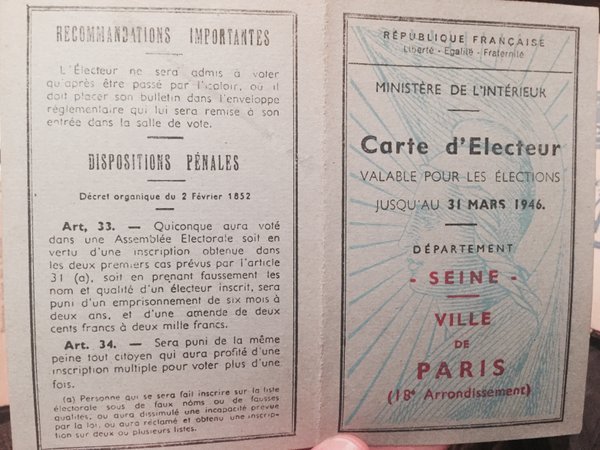 RECOMMANDATIONS IMPORTANTES
L'Électeur ne sera admis à voter
qu'après être passé par l'isoloir, où il
doit placer son bulletin dans l'enveloppe
réglementaire qui lui sera remise à son
entrée dans la salle de vote.
DISPOSITIONS PÉNALES
Décret organique du 2 Février 1852
Art. 33. - Quiconque aura voté
dans une Assemblée Electorale soit en
vertu d'une inscription obtenue dans
les deux premiers cas prévus par l'article
31 (a), soit en prenant faussement les
nom et qualité d'un électeur inscrit, sera
puni d'un emprisonnement de six mois à
deux ans, et d'une amende de deux
cents francs à deux mille francs.
Art. 34. - Sera puni de la même
peine tout citoyen qui aura profité d'une
inscription multiple pour voter plus d'une
fois.
(a) Personne qui se sera fait inscrire sur la liste
électorale sous de faux noms ou de fausses
qualités, ou aura dissimulé une incapacité prévue
par la loi, ou aura réclamé et obtenu une inscrip-
tion sur deux ou plusieurs listes.
RÉPUBLIQUE FRANÇAISE
Liberté - Egalité - Fraternité
MINISTÈRE DE L'INTÉRIEUR
Carte d'Electeur
VALABLE POUR LES ÉLECTIONS
JUSQU'AU 31 MARS 1946.
DÉPARTEMENT
- SEINE -
VILLE
DE
PARIS
(18e Arrondissement)